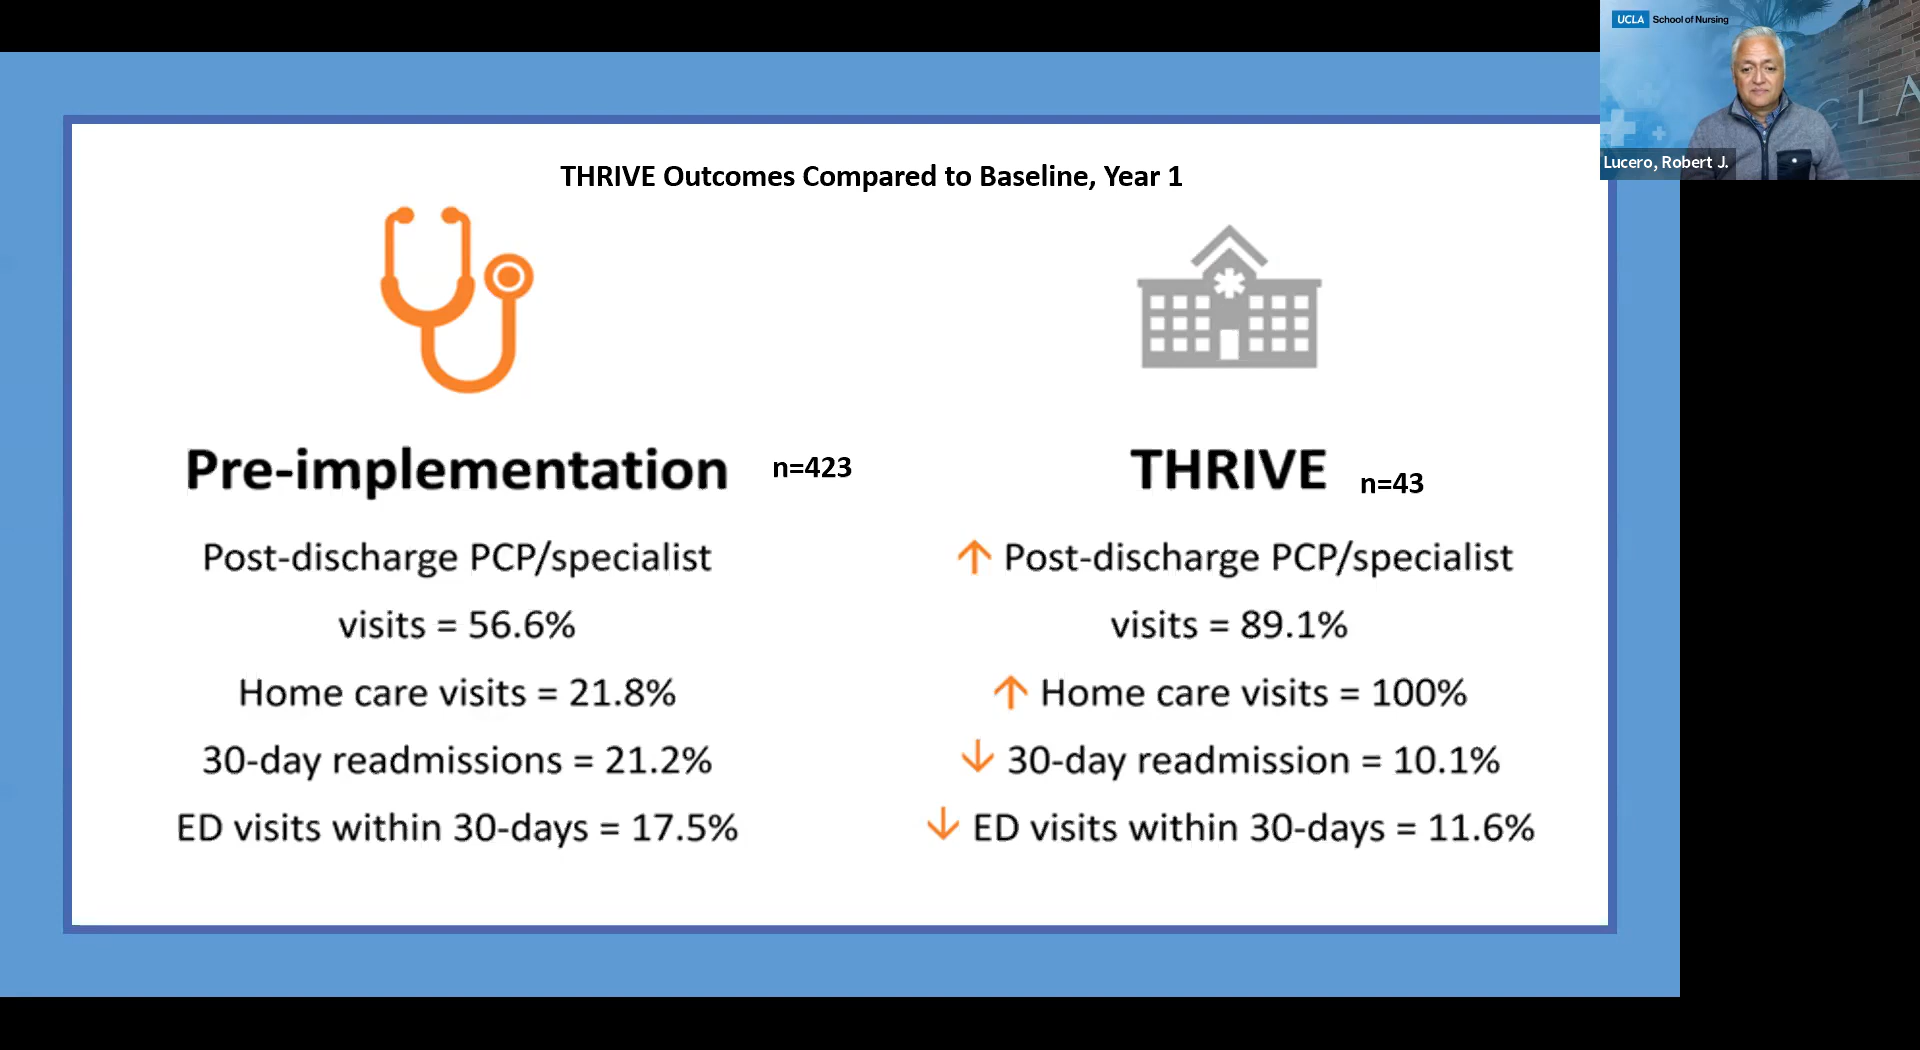 UCLA School of Nursing
CLA
Lucero, Robert J.
THRIVE Outcomes Compared to Baseline, Year 1
Pre-implementation n=423
Post-discharge PCP/specialist
visits = 56.6%
Home care visits = 21.8%
30-day readmissions = 21.2%
ED visits within 30-days = 17.5%
THRIVE n=43
↑ Post-discharge PCP/specialist
visits = 89.1%
↑ Home care visits = 100%
↓ 30-day readmission = 10.1%
↓ ED visits within 30-days = 11.6%